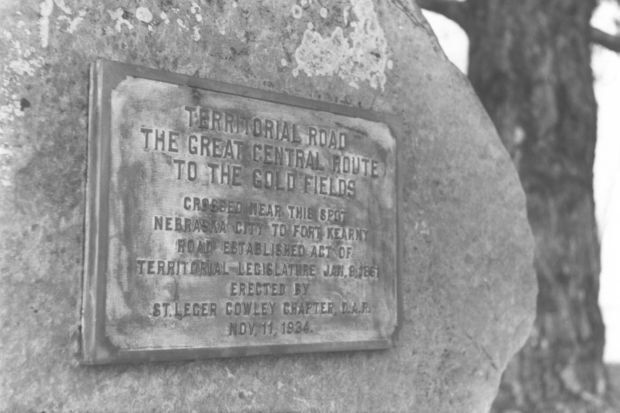 TERRITORIAL ROAD
THE GREAT CENTRAL ROUTE
TO THE GOLD FIELDS
CROSSED NEAR THIS SPOT
NEBRASKA CITY TO FORT KEARNY
ROAD ESTABLISHED ACT OF
TERRITORIAL LEGISLATURE JAN. 9, 1861
ERECTED BY
ST. LEGER COWLEY CHAPTER, D.A.R.
NOV. 11, 1934.